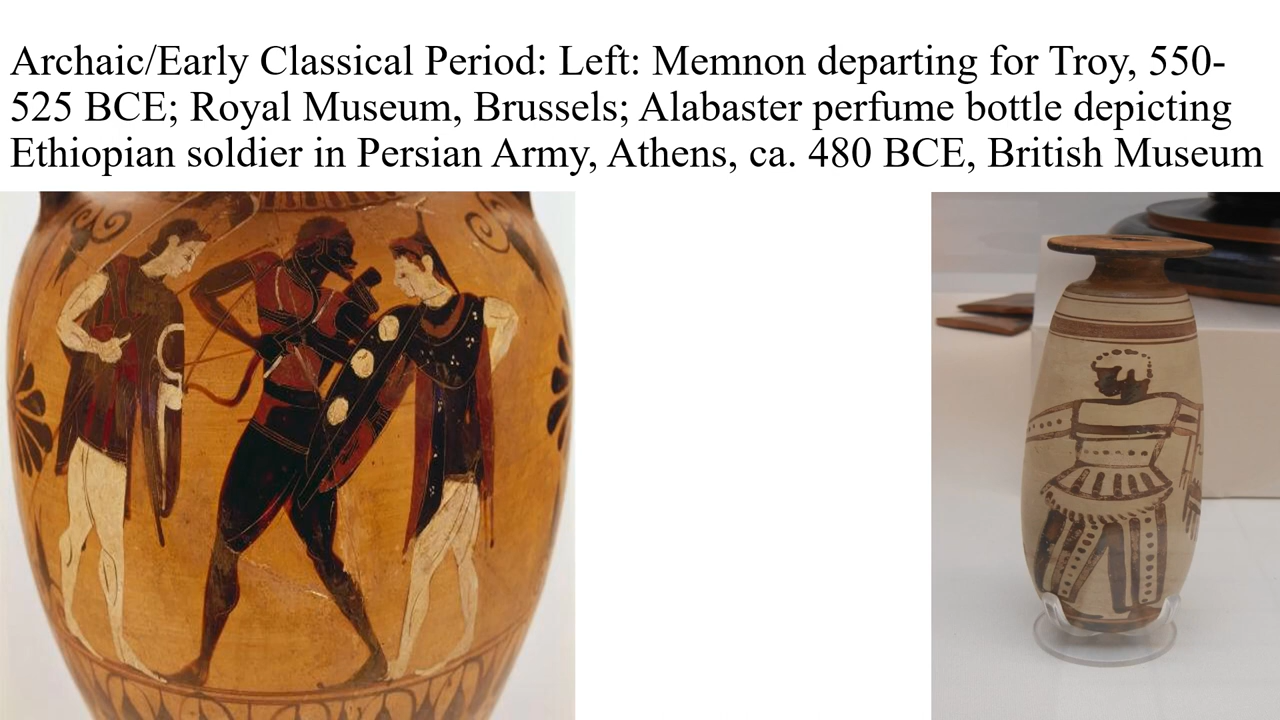 Archaic/Early Classical Period: Left: Memnon departing for Troy, 550-
525 BCE; Royal Museum, Brussels; Alabaster perfume bottle depicting
Ethiopian soldier in Persian Army, Athens, ca. 480 BCE, British Museum